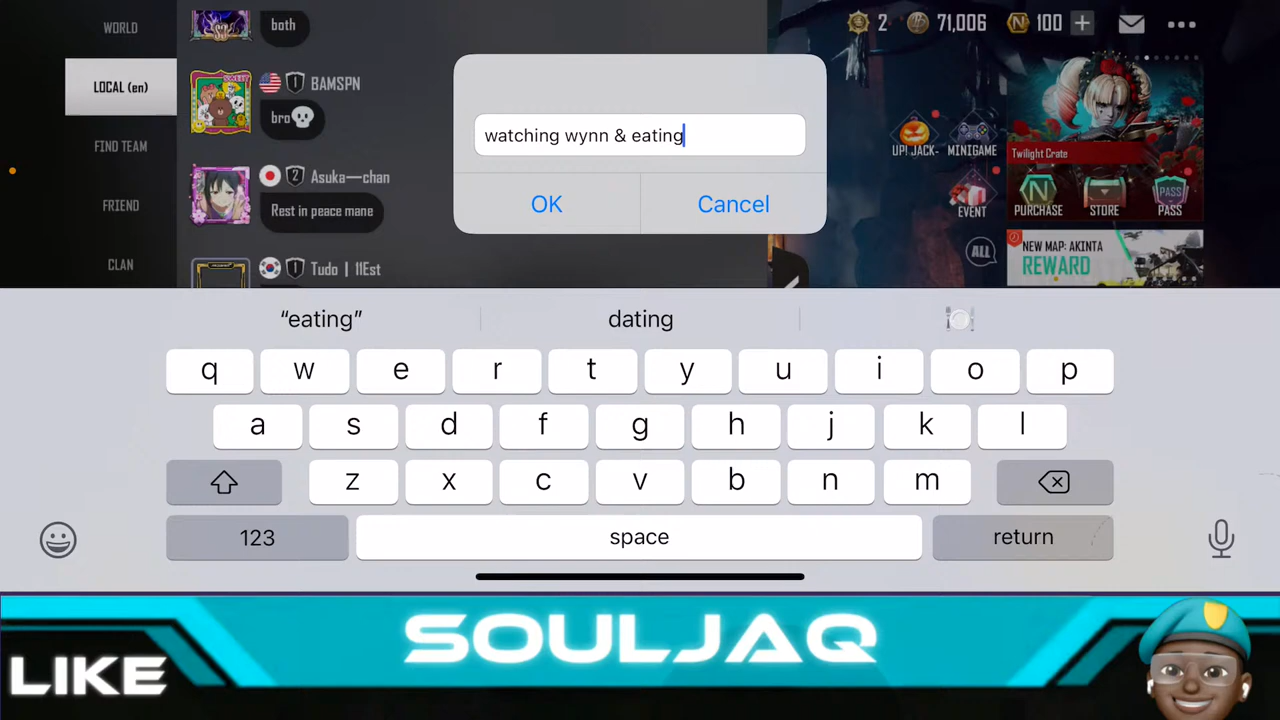 WORLD
LOCAL (en)
FIND TEAM
FRIEND
CLAN
both
BAMSPN
bro💀
2 Asuka—chan
Rest in peace mane
Tudo | 11Est
watching wynn & eating
OK
Cancel
2
71,006
N 100 +
UP! JACK-
MINIGAME
EVENT
ALL
Twilight Crate
N
PURCHASE
STORE
PASS
PASS
NEW MAP: AKINTA
REWARD
“eating”
dating
🍽️
q w e r t y u i o p
a s d f g h j k l
z x c v b n m
123
space
return
LIKE
SOULJAQ